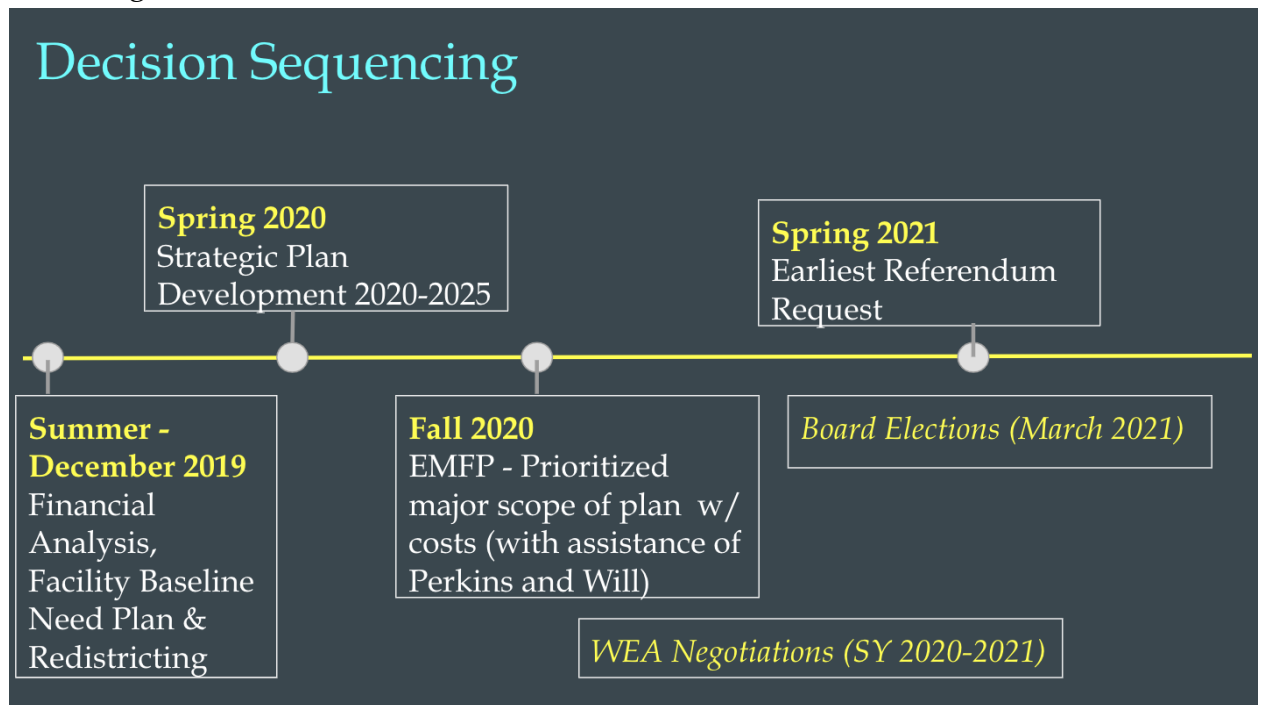 Decision Sequencing
Spring 2020
Strategic Plan
Development 2020-2025
Spring 2021
Earliest Referendum
Request
Summer -
December 2019
Financial
Analysis,
Facility Baseline
Need Plan &
Redistricting
Fall 2020
EMFP - Prioritized
major scope of plan w/
costs (with assistance of
Perkins and Will)
Board Elections (March 2021)
WEA Negotiations (SY 2020-2021)